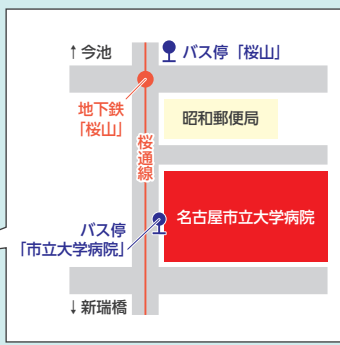 ↑今池
バス停「桜山」
地下鉄
「桜山」
昭和郵便局
桜通線
名古屋市立大学病院
バス停
「市立大学病院」
↓新瑞橋